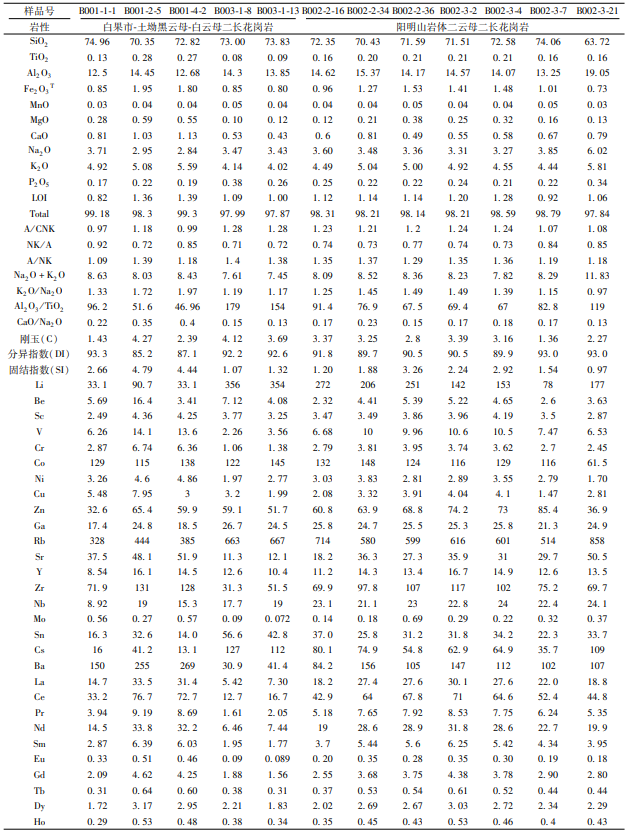 样品号 B001-1-1 B001-2-5 B001-4-2 B003-1-8 B003-1-13 B002-2-16 B002-2-34 B002-2-36 B002-3-2 B002-3-4 B002-3-7 B002-3-21
岩性 白果市-土坳黑云母-白云母二长花岗岩 阳明山岩体二云母二长花岗岩
SiO2 74.96 70.35 72.82 73.00 73.83 72.35 70.43 71.59 71.51 72.58 74.06 63.72
TiO2 0.13 0.28 0.27 0.08 0.09 0.16 0.20 0.21 0.21 0.21 0.16 0.16
Al2O3 12.5 14.45 12.68 14.3 13.85 14.62 15.37 14.17 14.57 14.07 13.25 19.05
Fe2O3T 0.85 1.95 1.80 0.85 0.80 0.96 1.27 1.53 1.41 1.48 1.01 0.73
MnO 0.03 0.04 0.04 0.05 0.04 0.04 0.04 0.05 0.04 0.04 0.05 0.03
MgO 0.28 0.59 0.55 0.10 0.12 0.12 0.21 0.38 0.25 0.32 0.16 0.13
CaO 0.81 1.03 1.13 0.53 0.43 0.6 0.81 0.49 0.55 0.58 0.67 0.79
Na2O 3.71 2.95 2.84 3.47 3.43 3.60 3.48 3.36 3.31 3.27 3.85 6.02
K2O 4.92 5.08 5.59 4.14 4.02 4.49 5.04 5.00 4.92 4.55 4.44 5.81
P2O5 0.17 0.22 0.19 0.38 0.26 0.25 0.22 0.22 0.24 0.21 0.22 0.34
LOI 0.82 1.36 1.39 1.09 1.00 1.12 1.14 1.14 1.20 1.28 0.92 1.06
Total 99.18 98.3 99.3 97.99 97.87 98.31 98.21 98.14 98.21 98.59 98.79 97.84
A/CNK 0.97 1.18 0.99 1.28 1.28 1.23 1.21 1.2 1.24 1.24 1.07 1.08
NK/A 0.92 0.72 0.85 0.71 0.72 0.74 0.73 0.77 0.74 0.73 0.84 0.85
A/NK 1.09 1.39 1.18 1.4 1.38 1.35 1.37 1.29 1.35 1.36 1.19 1.18
Na2O+K2O 8.63 8.03 8.43 7.61 7.45 8.09 8.52 8.36 8.23 7.82 8.29 11.83
K2O/Na2O 1.33 1.72 1.97 1.19 1.17 1.25 1.45 1.49 1.49 1.39 1.15 0.97
Al2O3/TiO2 96.2 51.6 46.96 179 154 91.4 76.9 67.5 69.4 67 82.8 119
CaO/Na2O 0.22 0.35 0.4 0.15 0.13 0.17 0.23 0.15 0.17 0.18 0.17 0.13
刚玉(C) 1.43 4.27 2.39 4.12 3.69 3.37 3.25 2.8 3.39 3.16 1.36 2.27
分异指数(DI) 93.3 85.2 87.1 92.2 92.6 91.8 89.7 90.5 90.5 89.9 93.0 93.0
固结指数(SI) 2.66 4.79 4.44 1.07 1.32 1.20 1.88 3.26 2.24 2.92 1.54 0.97
Li 33.1 90.7 33.1 356 354 272 206 251 142 153 78 177
Be 5.69 16.4 3.41 7.12 4.08 2.32 4.41 5.39 5.22 4.65 2.6 3.63
Sc 2.49 4.36 4.25 3.77 3.25 3.47 3.49 3.86 3.96 4.19 3.5 2.87
V 6.26 14.1 13.6 2.26 3.56 6.68 10 9.96 10.6 10.5 7.47 6.53
Cr 2.87 6.74 6.36 1.06 1.38 2.79 3.81 3.95 3.74 3.62 2.7 2.45
Co 129 115 138 122 145 132 148 124 116 129 116 61.5
Ni 3.26 4.6 4.86 1.97 2.77 3.03 3.83 2.81 2.89 3.55 2.79 1.70
Cu 5.48 7.95 3 3.2 1.99 2.08 3.32 3.91 4.04 4.1 1.47 2.81
Zn 32.6 65.4 59.9 59.1 51.7 60.8 63.9 68.8 74.2 73 85.4 36.9
Ga 17.4 24.8 18.5 26.7 24.5 25.8 24.7 25.5 25.3 25.8 21.3 24.9
Rb 328 444 385 663 667 714 580 599 616 601 514 858
Sr 37.5 48.1 51.9 11.3 12.1 18.2 36.3 27.3 35.9 31 29.7 50.5
Y 8.54 16.1 14.5 12.6 10.4 11.2 14.3 13.4 16.7 14.9 12.6 13.5
Zr 71.9 131 128 31.3 51.5 69.9 97.8 107 117 102 75.2 69.7
Nb 8.92 19 15.3 17.7 19 23.1 21.1 23 22.8 24 22.4 24.1
Mo 0.56 0.27 0.57 0.09 0.072 0.14 0.18 0.69 0.29 0.22 0.32 0.37
Sn 16.3 32.6 14.0 56.6 42.8 37.0 25.8 31.2 31.8 34.2 22.3 33.7
Cs 16 41.2 13.1 127 112 80.1 74.9 54.8 62.9 64.9 35.7 109
Ba 150 255 269 30.9 41.4 84.2 156 105 147 112 102 107
La 14.7 33.5 31.4 5.42 7.30 18.2 27.4 27.6 30.1 27.6 22.0 18.8
Ce 33.2 76.7 72.7 12.7 16.7 42.9 64 67.8 71 64.6 52.4 44.8
Pr 3.94 9.19 8.69 1.61 2.05 5.18 7.65 7.92 8.53 7.75 6.24 5.35
Nd 14.5 33.8 32.2 6.46 7.44 19 28.6 28.9 31.8 28.6 22.7 19.9
Sm 2.87 6.39 6.03 1.95 1.77 3.7 5.44 5.6 6.25 5.42 4.34 3.95
Eu 0.33 0.51 0.46 0.09 0.089 0.20 0.35 0.28 0.35 0.30 0.19 0.18
Gd 2.09 4.62 4.25 1.88 1.56 2.55 3.68 3.75 4.38 3.78 2.90 2.80
Tb 0.31 0.64 0.60 0.38 0.31 0.37 0.53 0.54 0.61 0.52 0.44 0.44
Dy 1.72 3.17 2.95 2.21 1.83 2.02 2.69 2.67 3.03 2.72 2.34 2.29
Ho 0.29 0.53 0.48 0.38 0.34 0.35 0.45 0.43 0.53 0.46 0.4 0.43